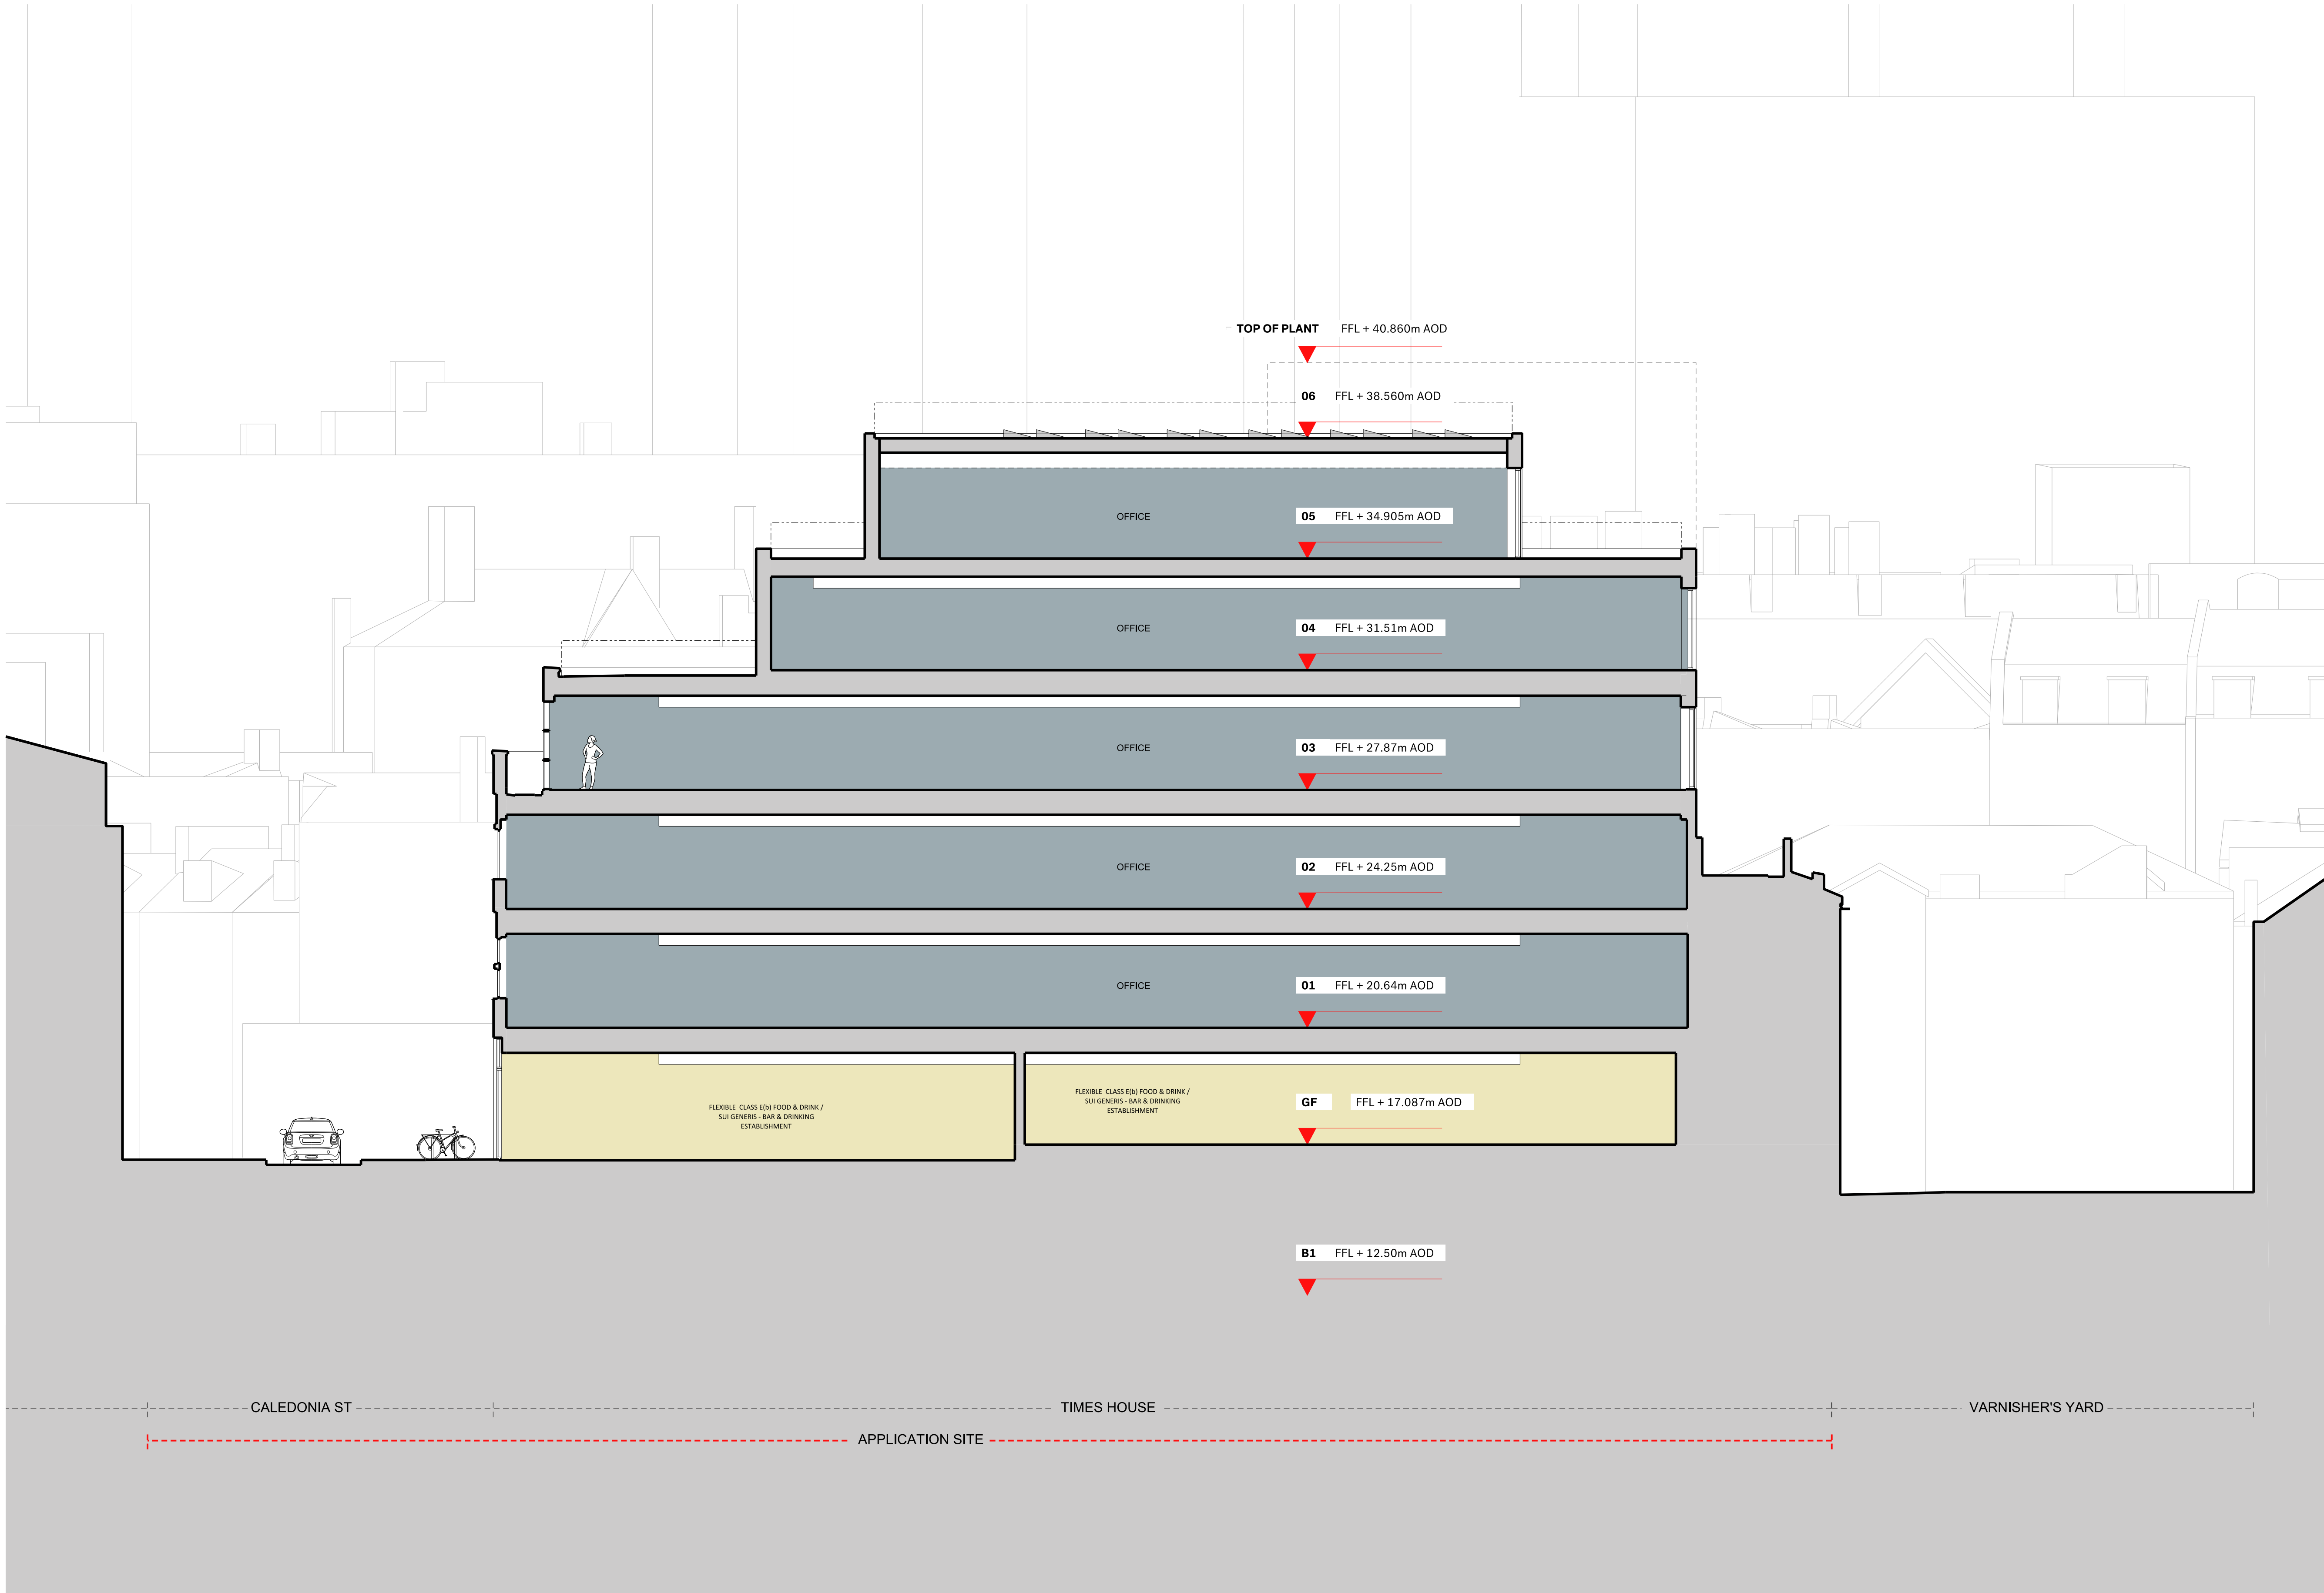 TOP OF PLANT FFL + 40.860m AOD
06 FFL + 38.560m AOD
OFFICE 05 FFL + 34.905m AOD
OFFICE 04 FFL + 31.51m AOD
OFFICE 03 FFL + 27.87m AOD
OFFICE 02 FFL + 24.25m AOD
OFFICE 01 FFL + 20.64m AOD
FLEXIBLE CLASS E(b) FOOD & DRINK /
SUI GENERIS - BAR & DRINKING
ESTABLISHMENT
FLEXIBLE CLASS E(b) FOOD & DRINK /
SUI GENERIS - BAR & DRINKING
ESTABLISHMENT
GF FFL + 17.087m AOD
B1 FFL + 12.50m AOD
CALEDONIA ST TIMES HOUSE VARNISHER'S YARD
APPLICATION SITE